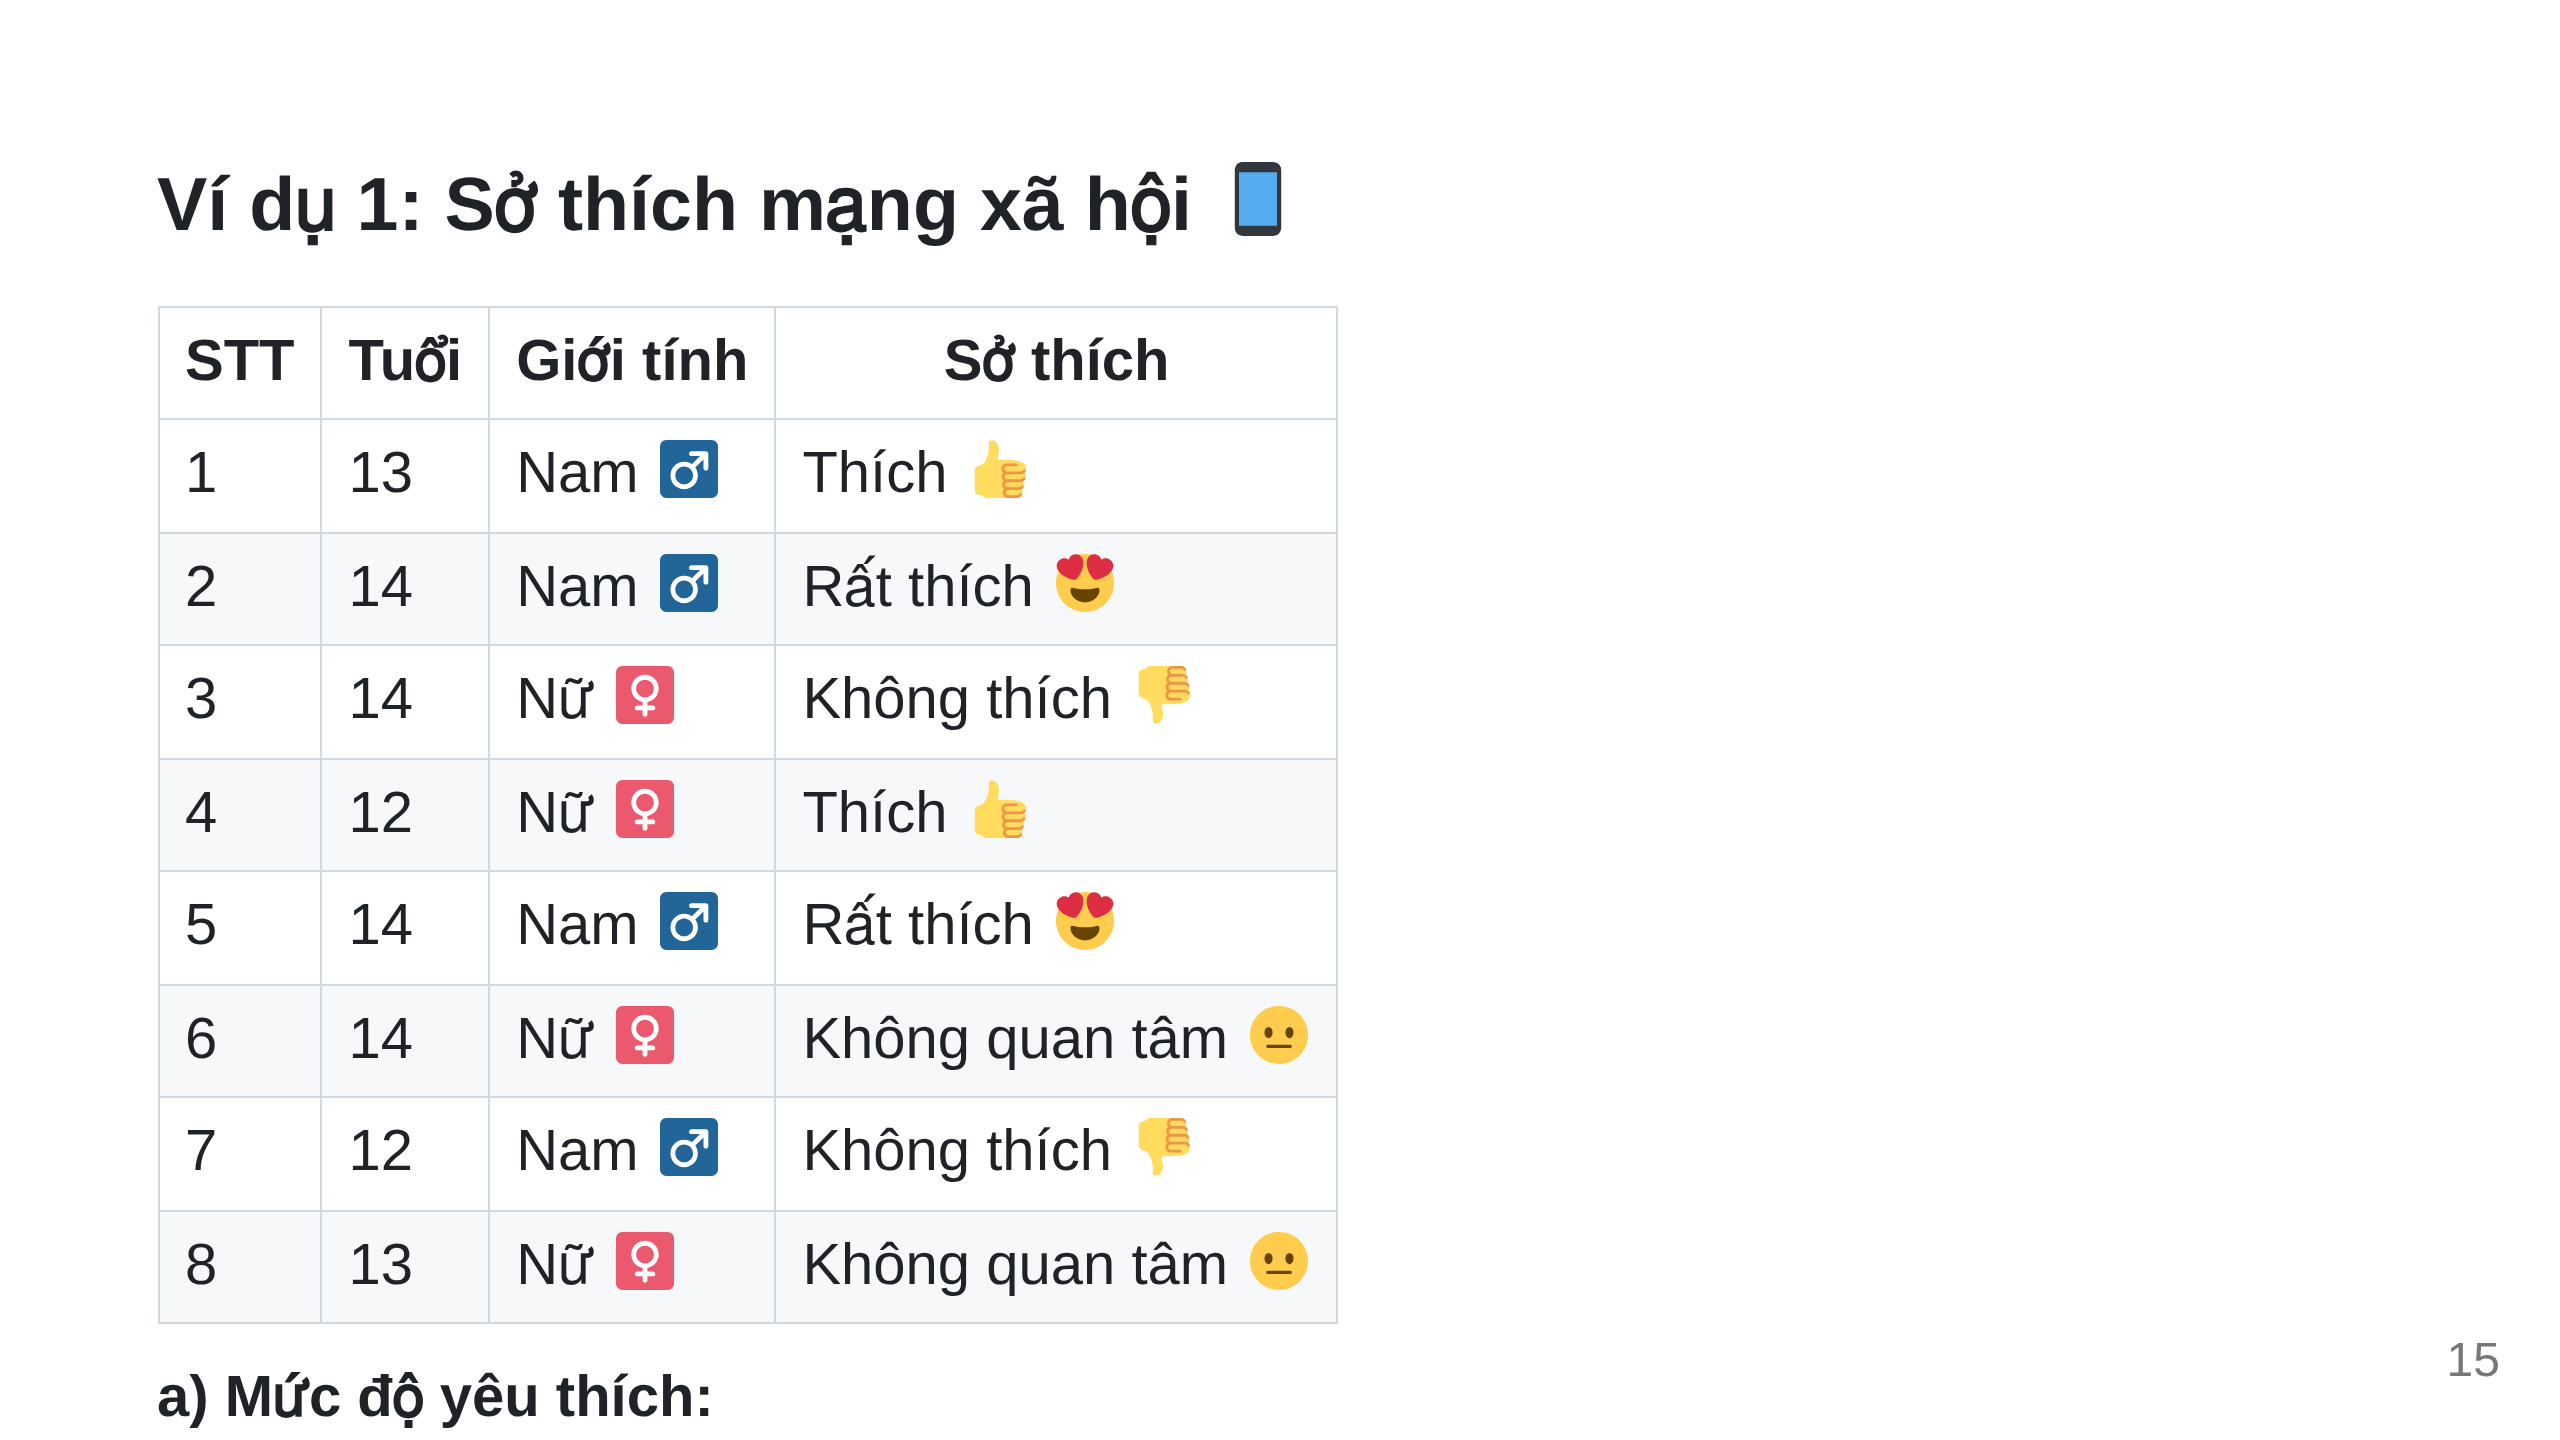 Ví dụ 1: Sở thích mạng xã hội 📱
STT Tuổi Giới tính Sở thích
1 13 Nam ♂️ Thích 👍
2 14 Nam ♂️ Rất thích 😍
3 14 Nữ ♀️ Không thích 👎
4 12 Nữ ♀️ Thích 👍
5 14 Nam ♂️ Rất thích 😍
6 14 Nữ ♀️ Không quan tâm 😐
7 12 Nam ♂️ Không thích 👎
8 13 Nữ ♀️ Không quan tâm 😐
a) Mức độ yêu thích:
15